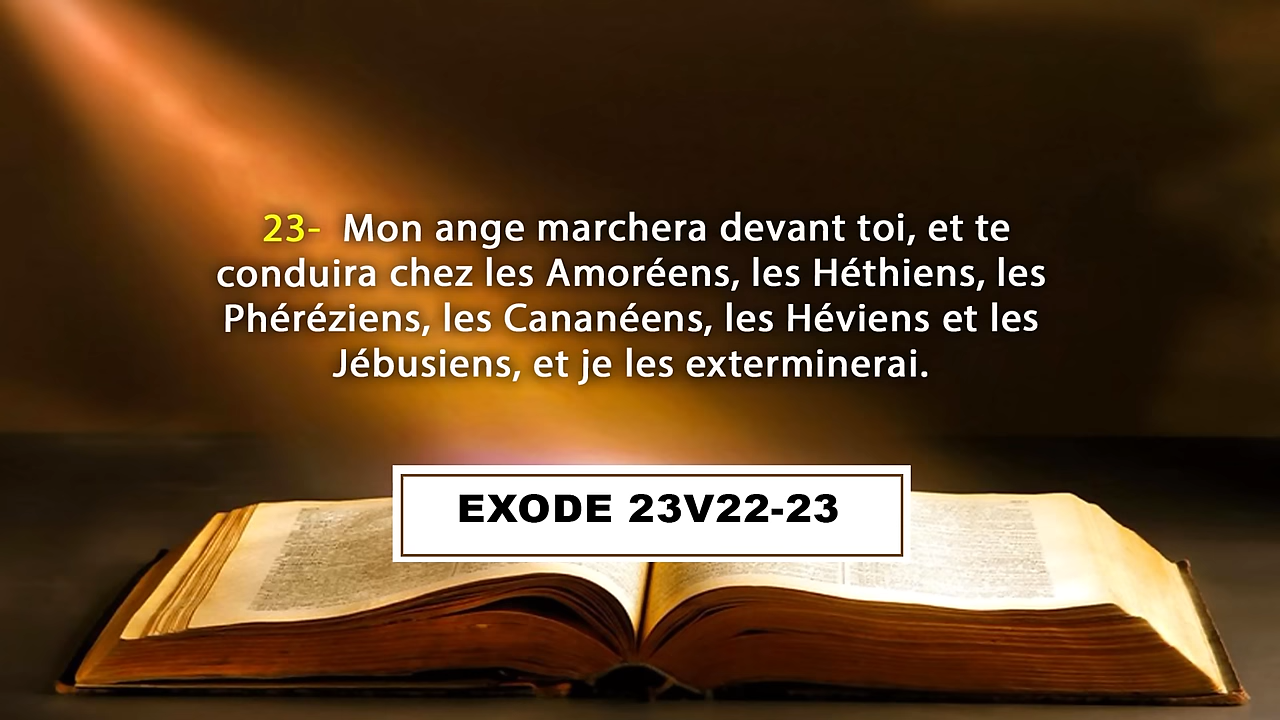 23- Mon ange marchera devant toi, et te
conduira chez les Amoréens, les Héthiens, les
Phéréziens, les Cananéens, les Héviens et les
Jébusiens, et je les exterminerai.
EXODE 23V22-23